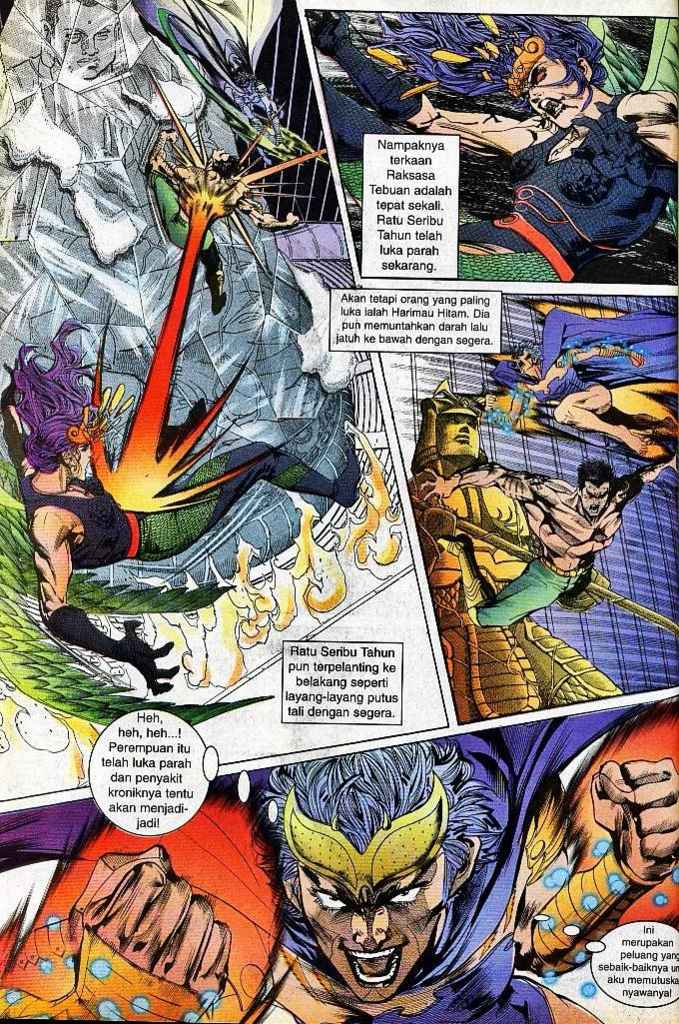 Ratu Seribu Tahun
pun terpelanting ke
belakang seperti
layang-layang putus
tali dengan segera.
Nampaknya
terkaan
Raksasa
Tebuan adalah
tepat sekali.
Ratu Seribu
Tahun telah
luka parah
sekarang.
Akan tetapi orang yang paling
luka ialah Harimau Hitam. Dia
pun memuntahkan darah lalu
jatuh ke bawah dengan segera.
Heh,
heh, heh...!
Perempuan itu
telah luka parah
dan penyakit
kroniknya tentu
akan menjadi-
jadi!
Ini
merupakan
peluang yang
sebaik-baiknya un
aku memutuska
nyawanya!